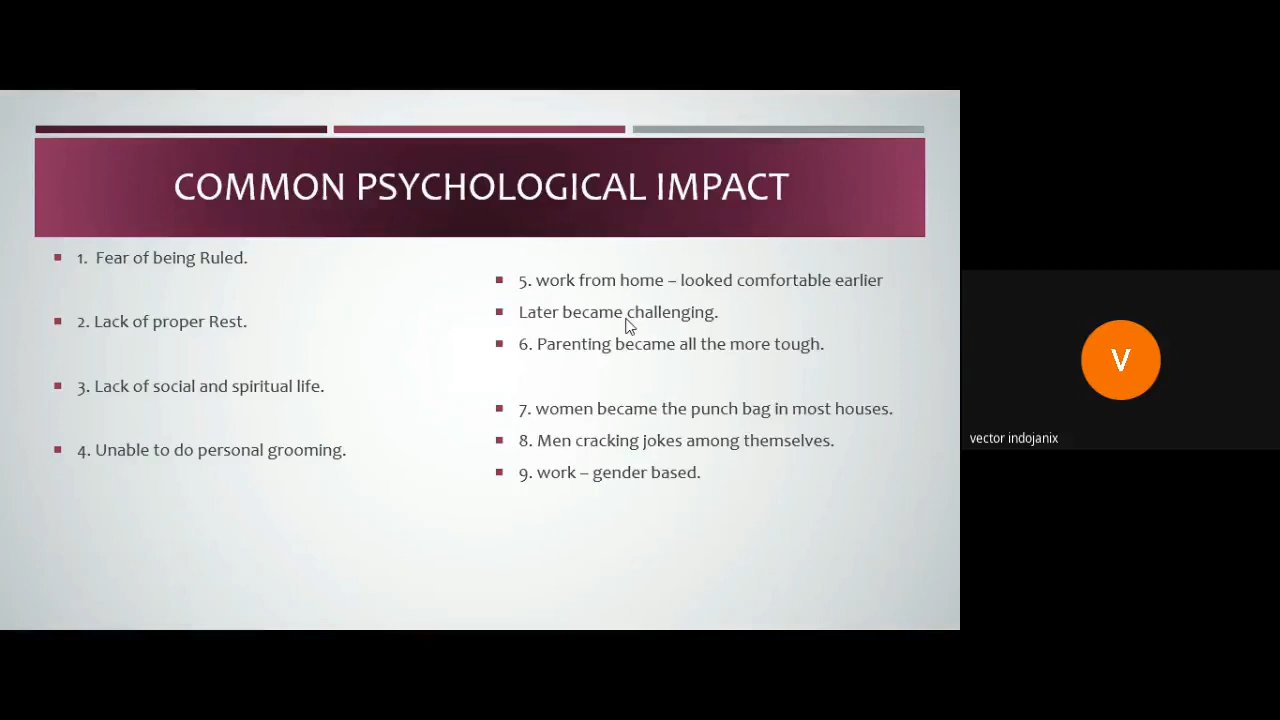 COMMON PSYCHOLOGICAL IMPACT
1. Fear of being Ruled.
2. Lack of proper Rest.
3. Lack of social and spiritual life.
4. Unable to do personal grooming.
5. work from home – looked comfortable earlier
Later became challenging.
6. Parenting became all the more tough.
7. women became the punch bag in most houses.
8. Men cracking jokes among themselves.
9. work – gender based.
V
vector indojanix